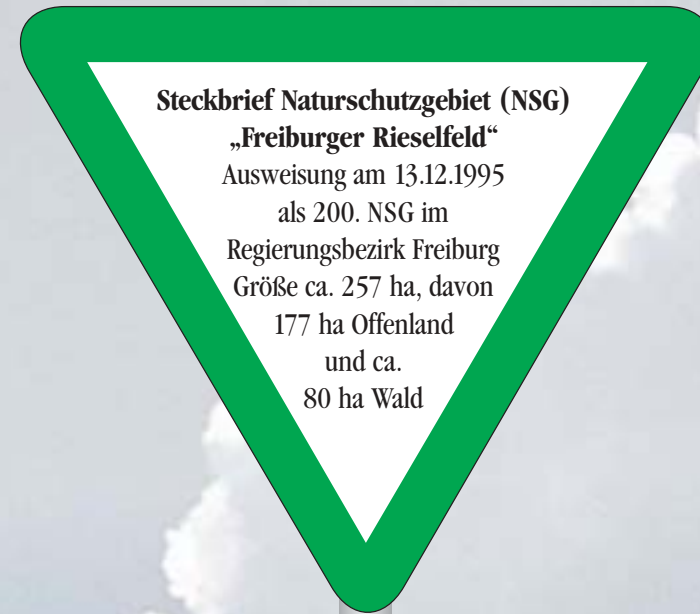 Steckbrief Naturschutzgebiet (NSG)
„Freiburger Rieselfeld“
Ausweisung am 13.12.1995
als 200. NSG im
Regierungsbezirk Freiburg
Größe ca. 257 ha, davon
177 ha Offenland
und ca.
80 ha Wald